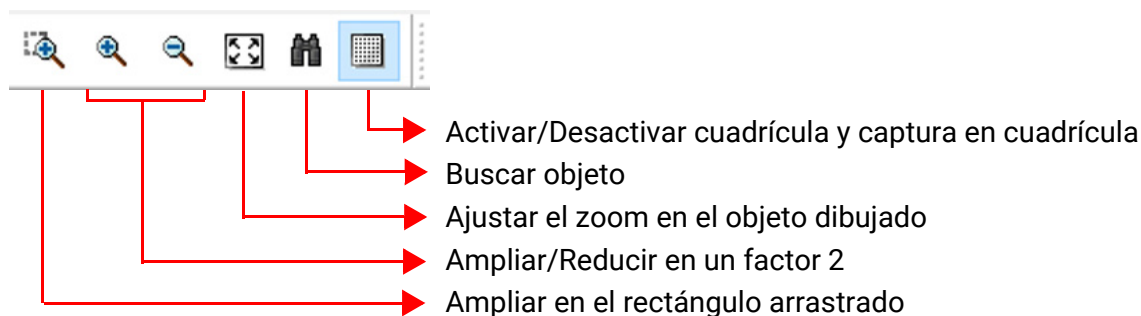 Activar/Desactivar cuadrícula y captura en cuadrícula
Buscar objeto
Ajustar el zoom en el objeto dibujado
Ampliar/Reducir en un factor 2
Ampliar en el rectángulo arrastrado